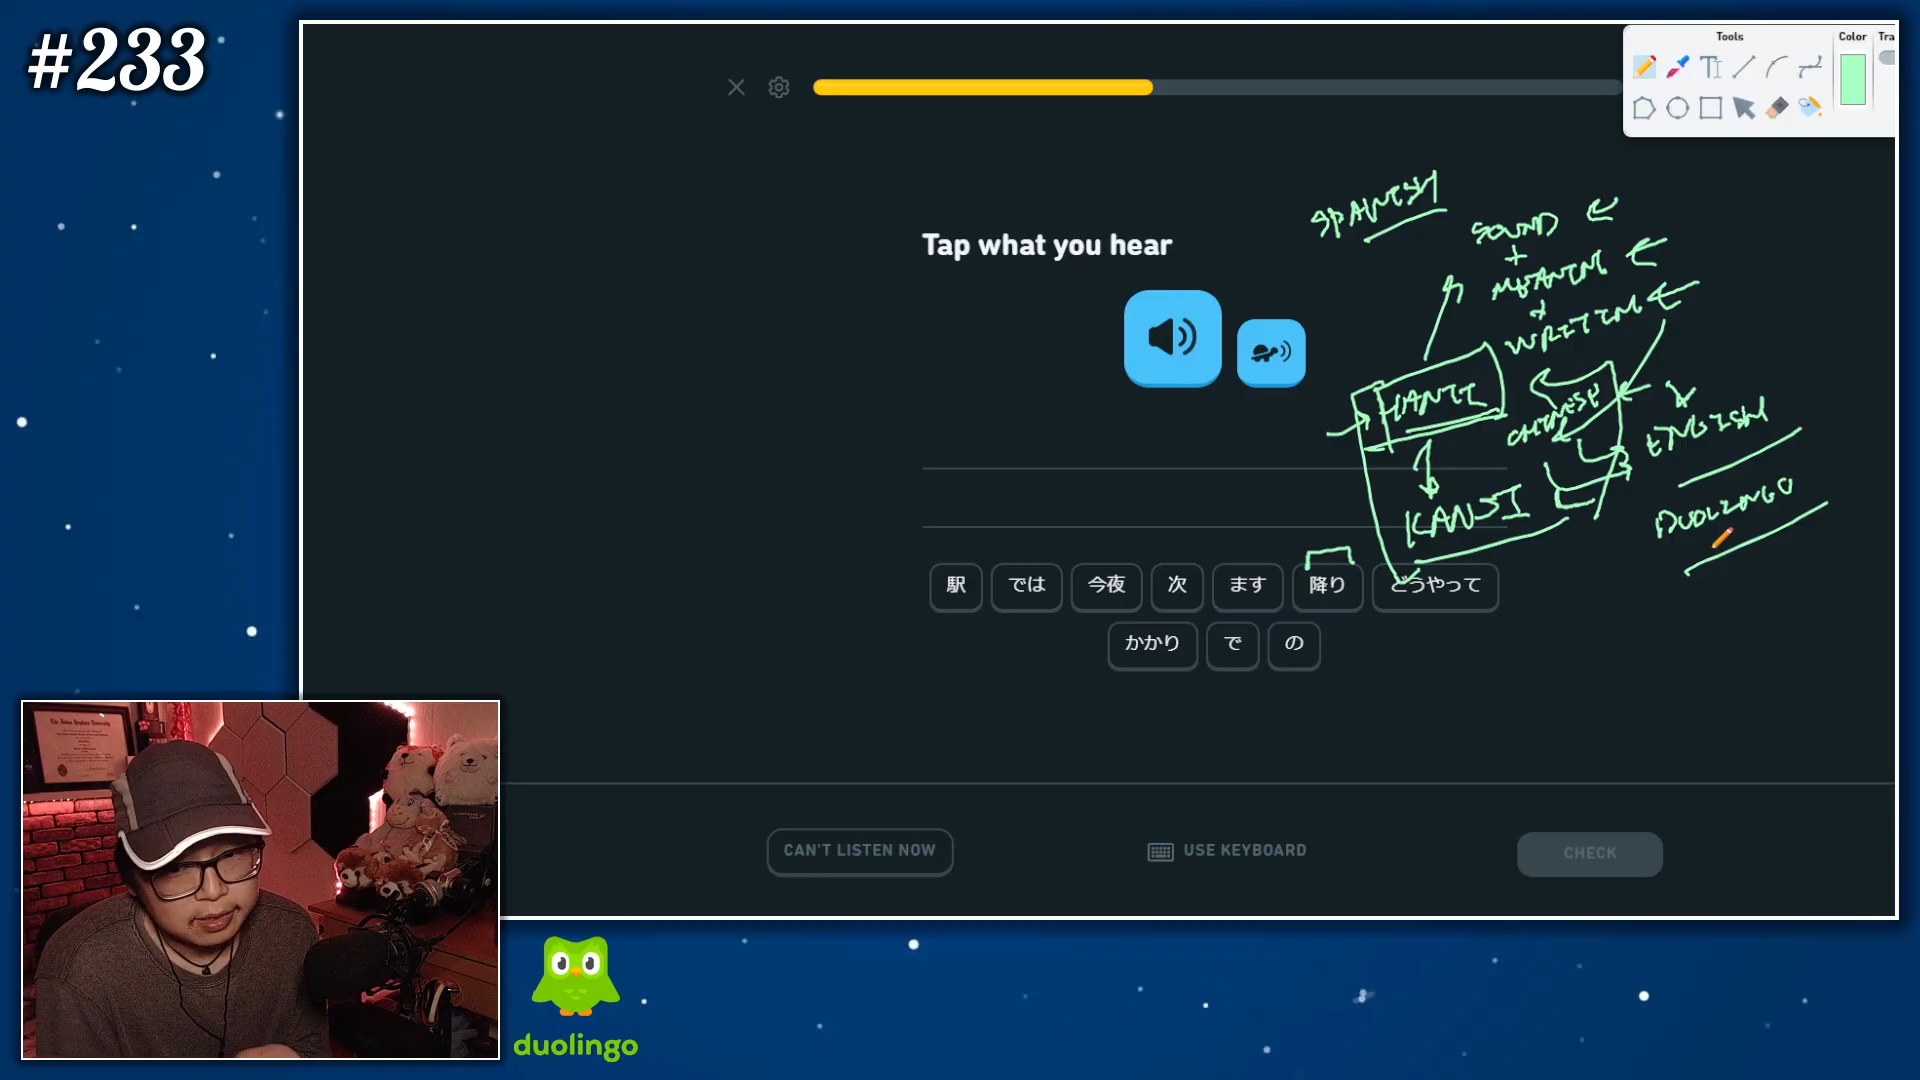 #233
Tools
Color
Tra
Tap what you hear
SPANISH
SOUND
+
MEANING
+
WRITING
HANZI
CHINESE
ENGLISH
KANJI
DUOLINGO
駅 では 今夜 次 ます 降り どうやって
かかり で の
CAN'T LISTEN NOW
USE KEYBOARD
CHECK
duolingo